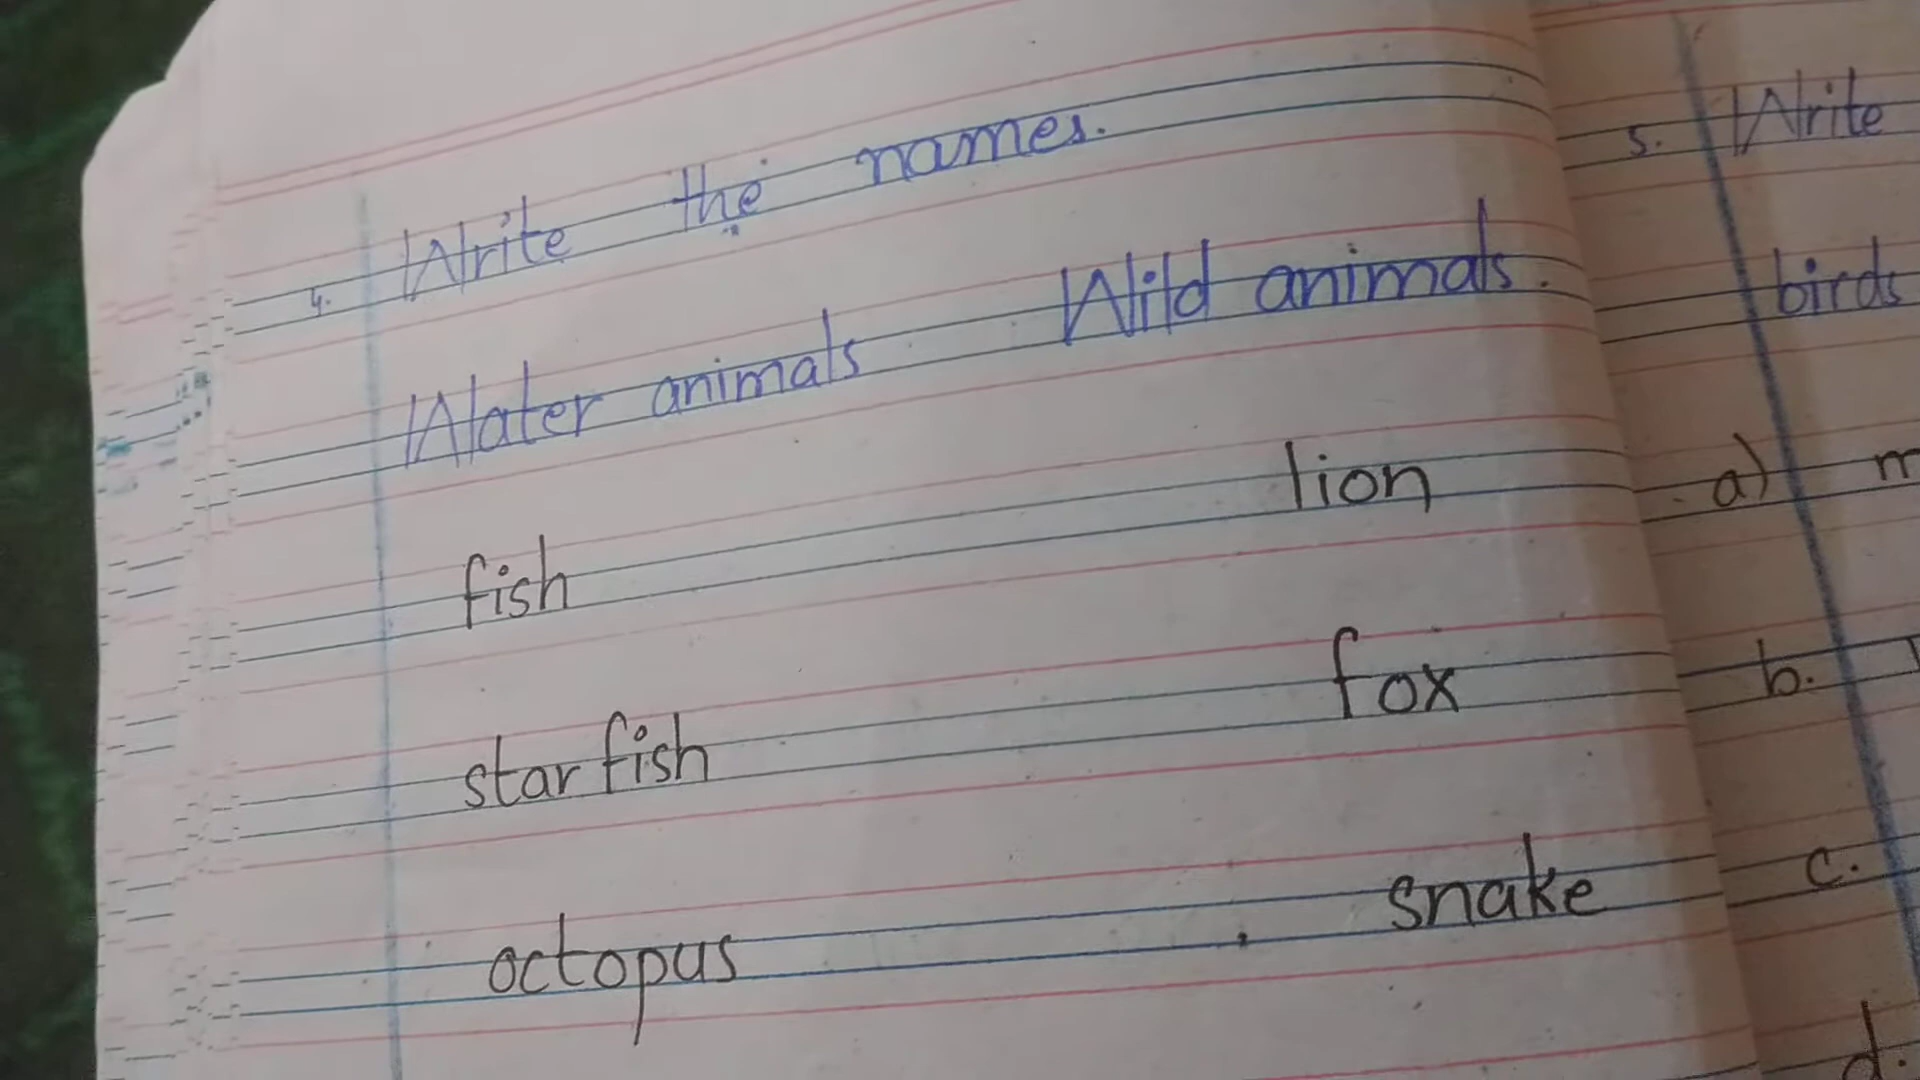 4. Write the names.
Water animals Wild animals.
fish lion
star fish fox
octopus snake
5. Write
birds
a) m
b.
c.
d.